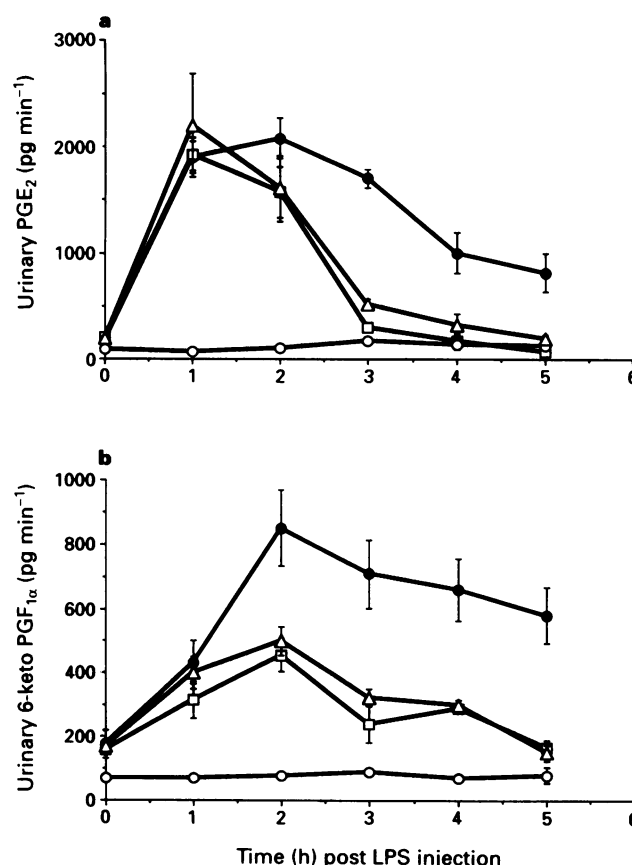 a
3000
2000
1000
0
0 1 2 3 4 5 6
Urinary PGE₂ (pg min⁻¹)
b
1000
800
600
400
200
0
0 1 2 3 4 5 6
Urinary 6-keto PGF₁α (pg min⁻¹)
Time (h) post LPS injection